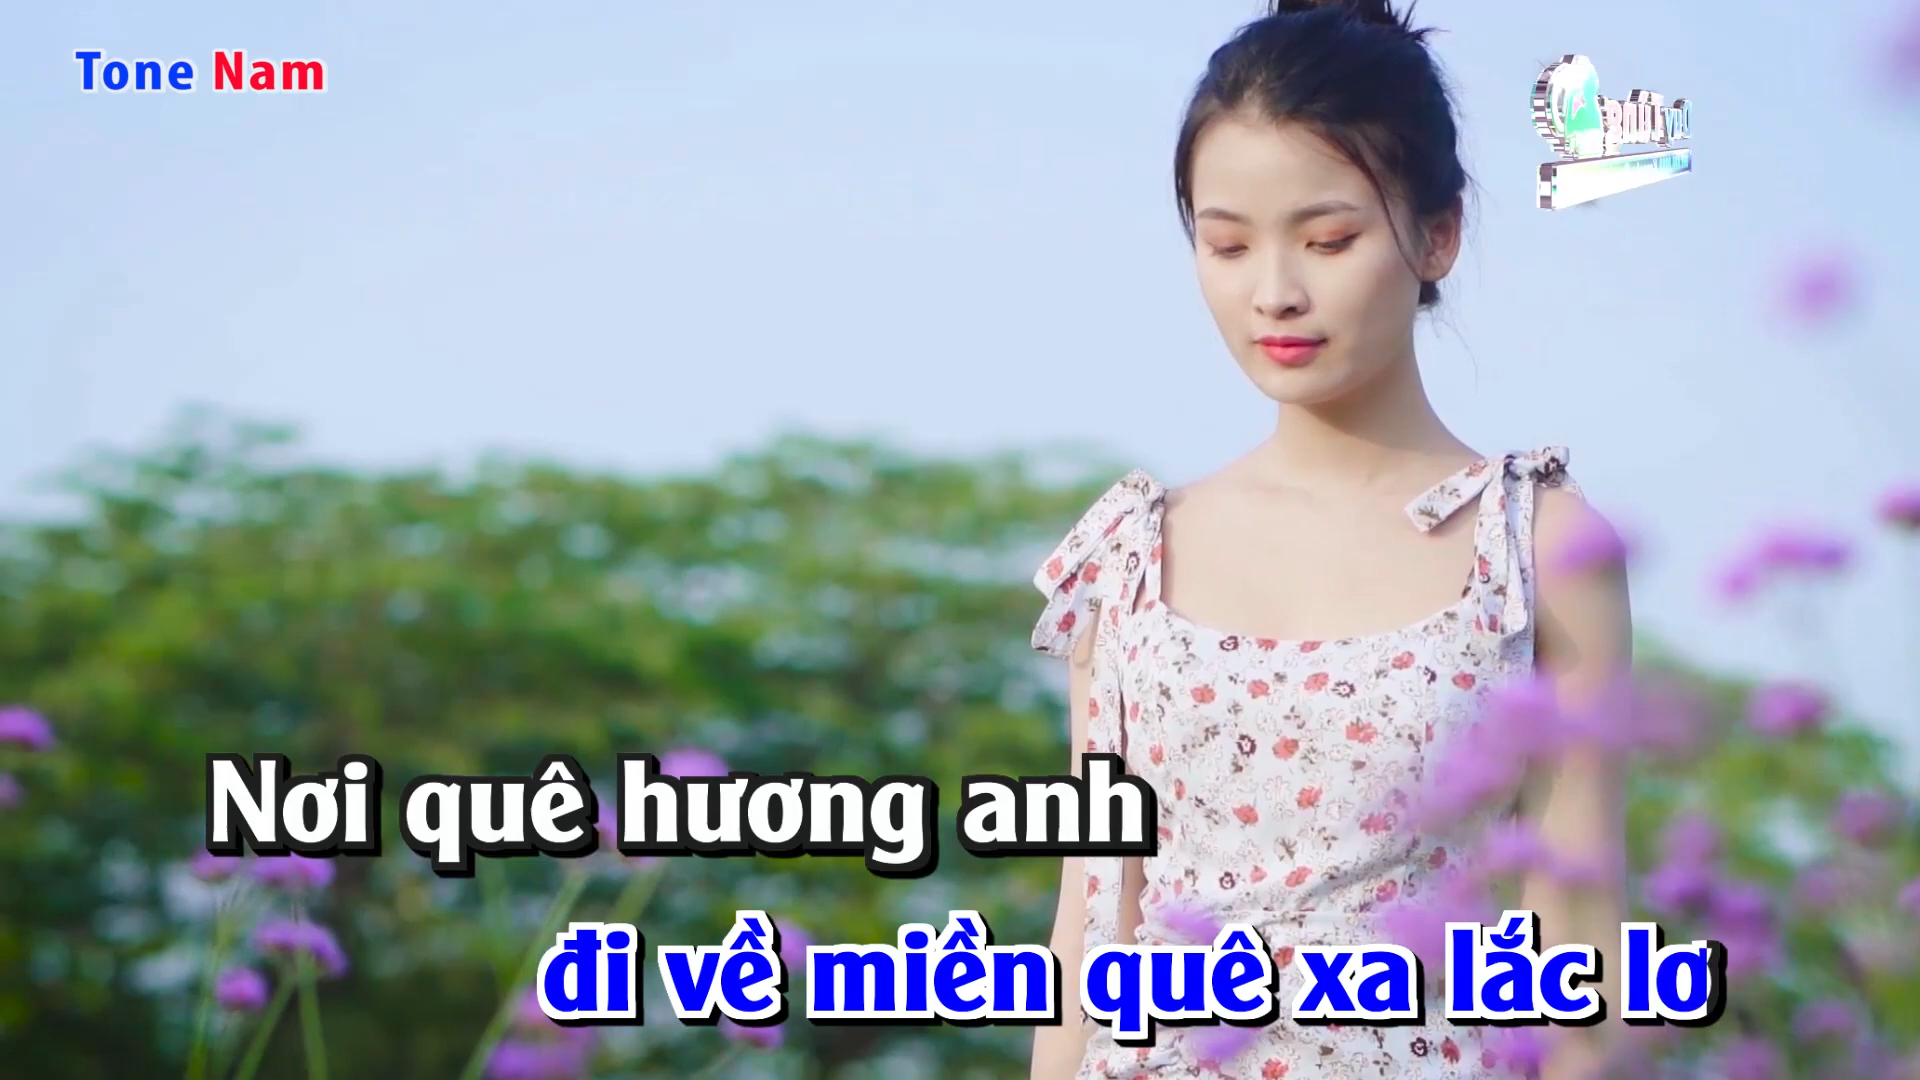 Tone Nam
Nơi quê hương anh
đi về miền quê xa lắc lơ